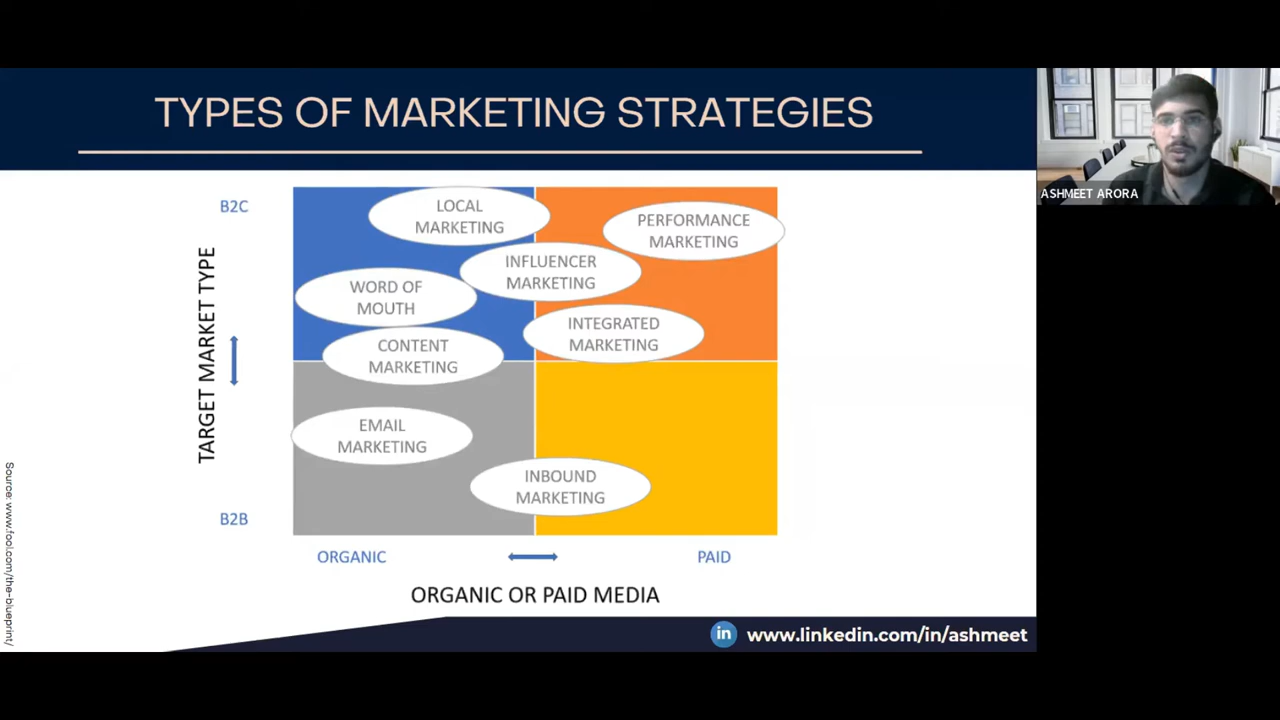 TYPES OF MARKETING STRATEGIES
ASHMEET ARORA
B2C
TARGET MARKET TYPE
B2B
LOCAL
MARKETING
PERFORMANCE
MARKETING
INFLUENCER
MARKETING
WORD OF
MOUTH
INTEGRATED
MARKETING
CONTENT
MARKETING
EMAIL
MARKETING
INBOUND
MARKETING
ORGANIC
PAID
ORGANIC OR PAID MEDIA
Source: www.fool.com/the-blueprint/
in
www.linkedin.com/in/ashmeet